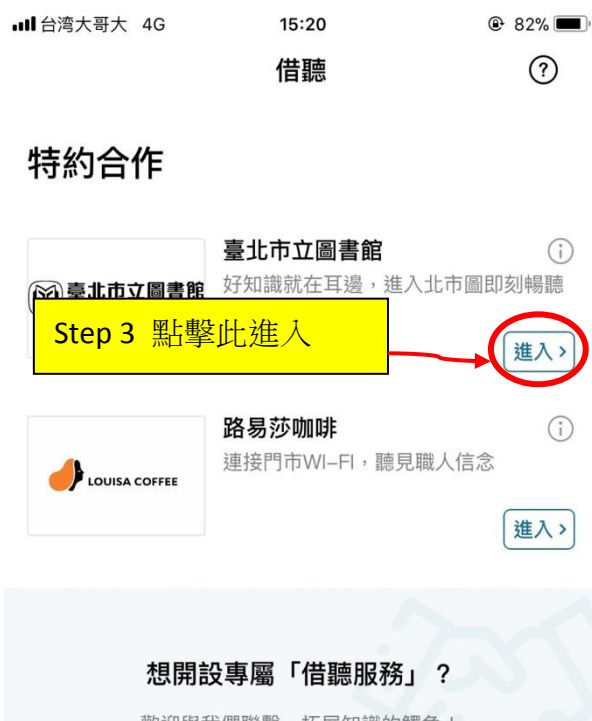 台湾大哥大 4G 15:20 82%
借聽
?
特約合作
臺北市立圖書館
臺北市立圖書館
好知識就在耳邊，進入北市圖即刻暢聽
Step 3 點擊此進入
進入 >
路易莎咖啡
連接門市WI-FI，聽見職人信念
LOUISA COFFEE
進入 >
想開設專屬「借聽服務」？